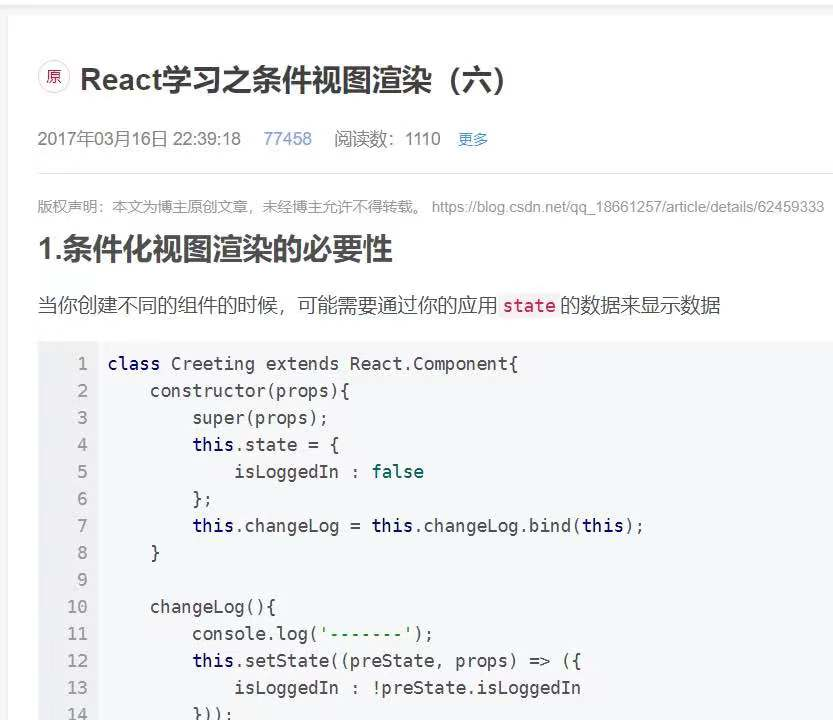 原 React学习之条件视图渲染（六）
2017年03月16日 22:39:18 77458 阅读数：1110 更多
版权声明：本文为博主原创文章，未经博主允许不得转载。 https://blog.csdn.net/qq_18661257/article/details/62459333
1.条件化视图渲染的必要性
当你创建不同的组件的时候，可能需要通过你的应用 state 的数据来显示数据
1 class Creeting extends React.Component{
2     constructor(props){
3         super(props);
4         this.state = {
5             isLoggedIn : false
6         };
7         this.changeLog = this.changeLog.bind(this);
8     }
9
10     changeLog(){
11         console.log('-------');
12         this.setState((preState, props) => ({
13             isLoggedIn : !preState.isLoggedIn
14         }));